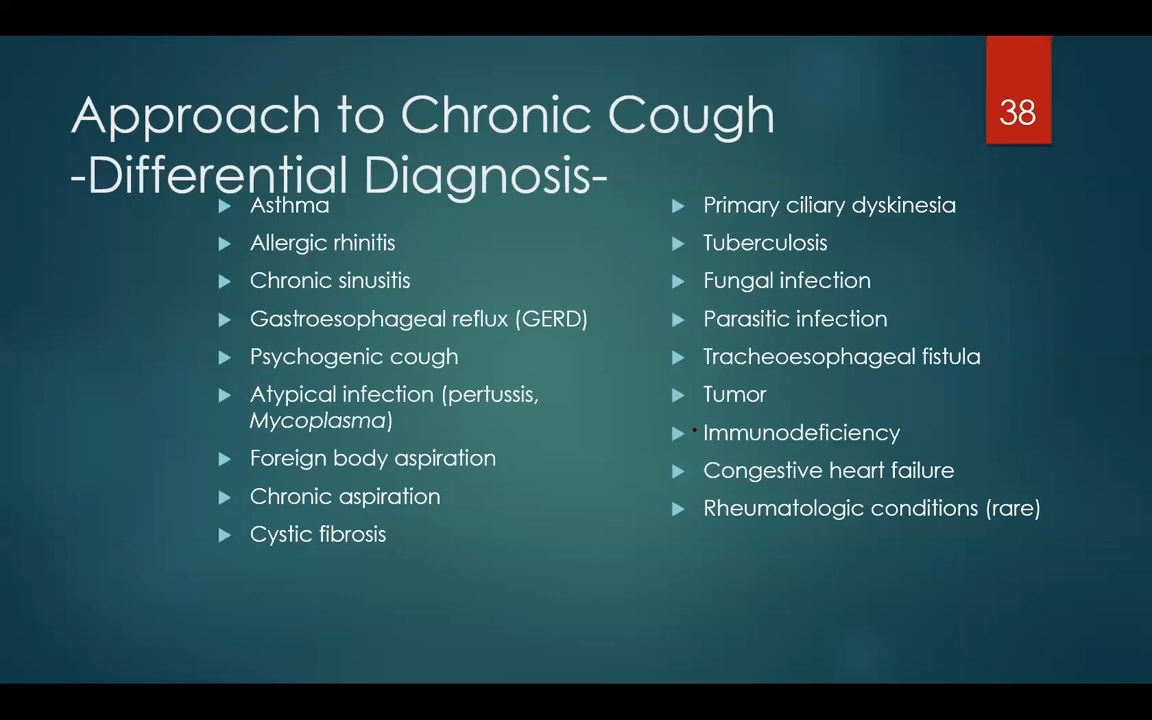 Approach to Chronic Cough
-Differential Diagnosis-
38
Asthma
Allergic rhinitis
Chronic sinusitis
Gastroesophageal reflux (GERD)
Psychogenic cough
Atypical infection (pertussis,
Mycoplasma)
Foreign body aspiration
Chronic aspiration
Cystic fibrosis
Primary ciliary dyskinesia
Tuberculosis
Fungal infection
Parasitic infection
Tracheoesophageal fistula
Tumor
Immunodeficiency
Congestive heart failure
Rheumatologic conditions (rare)